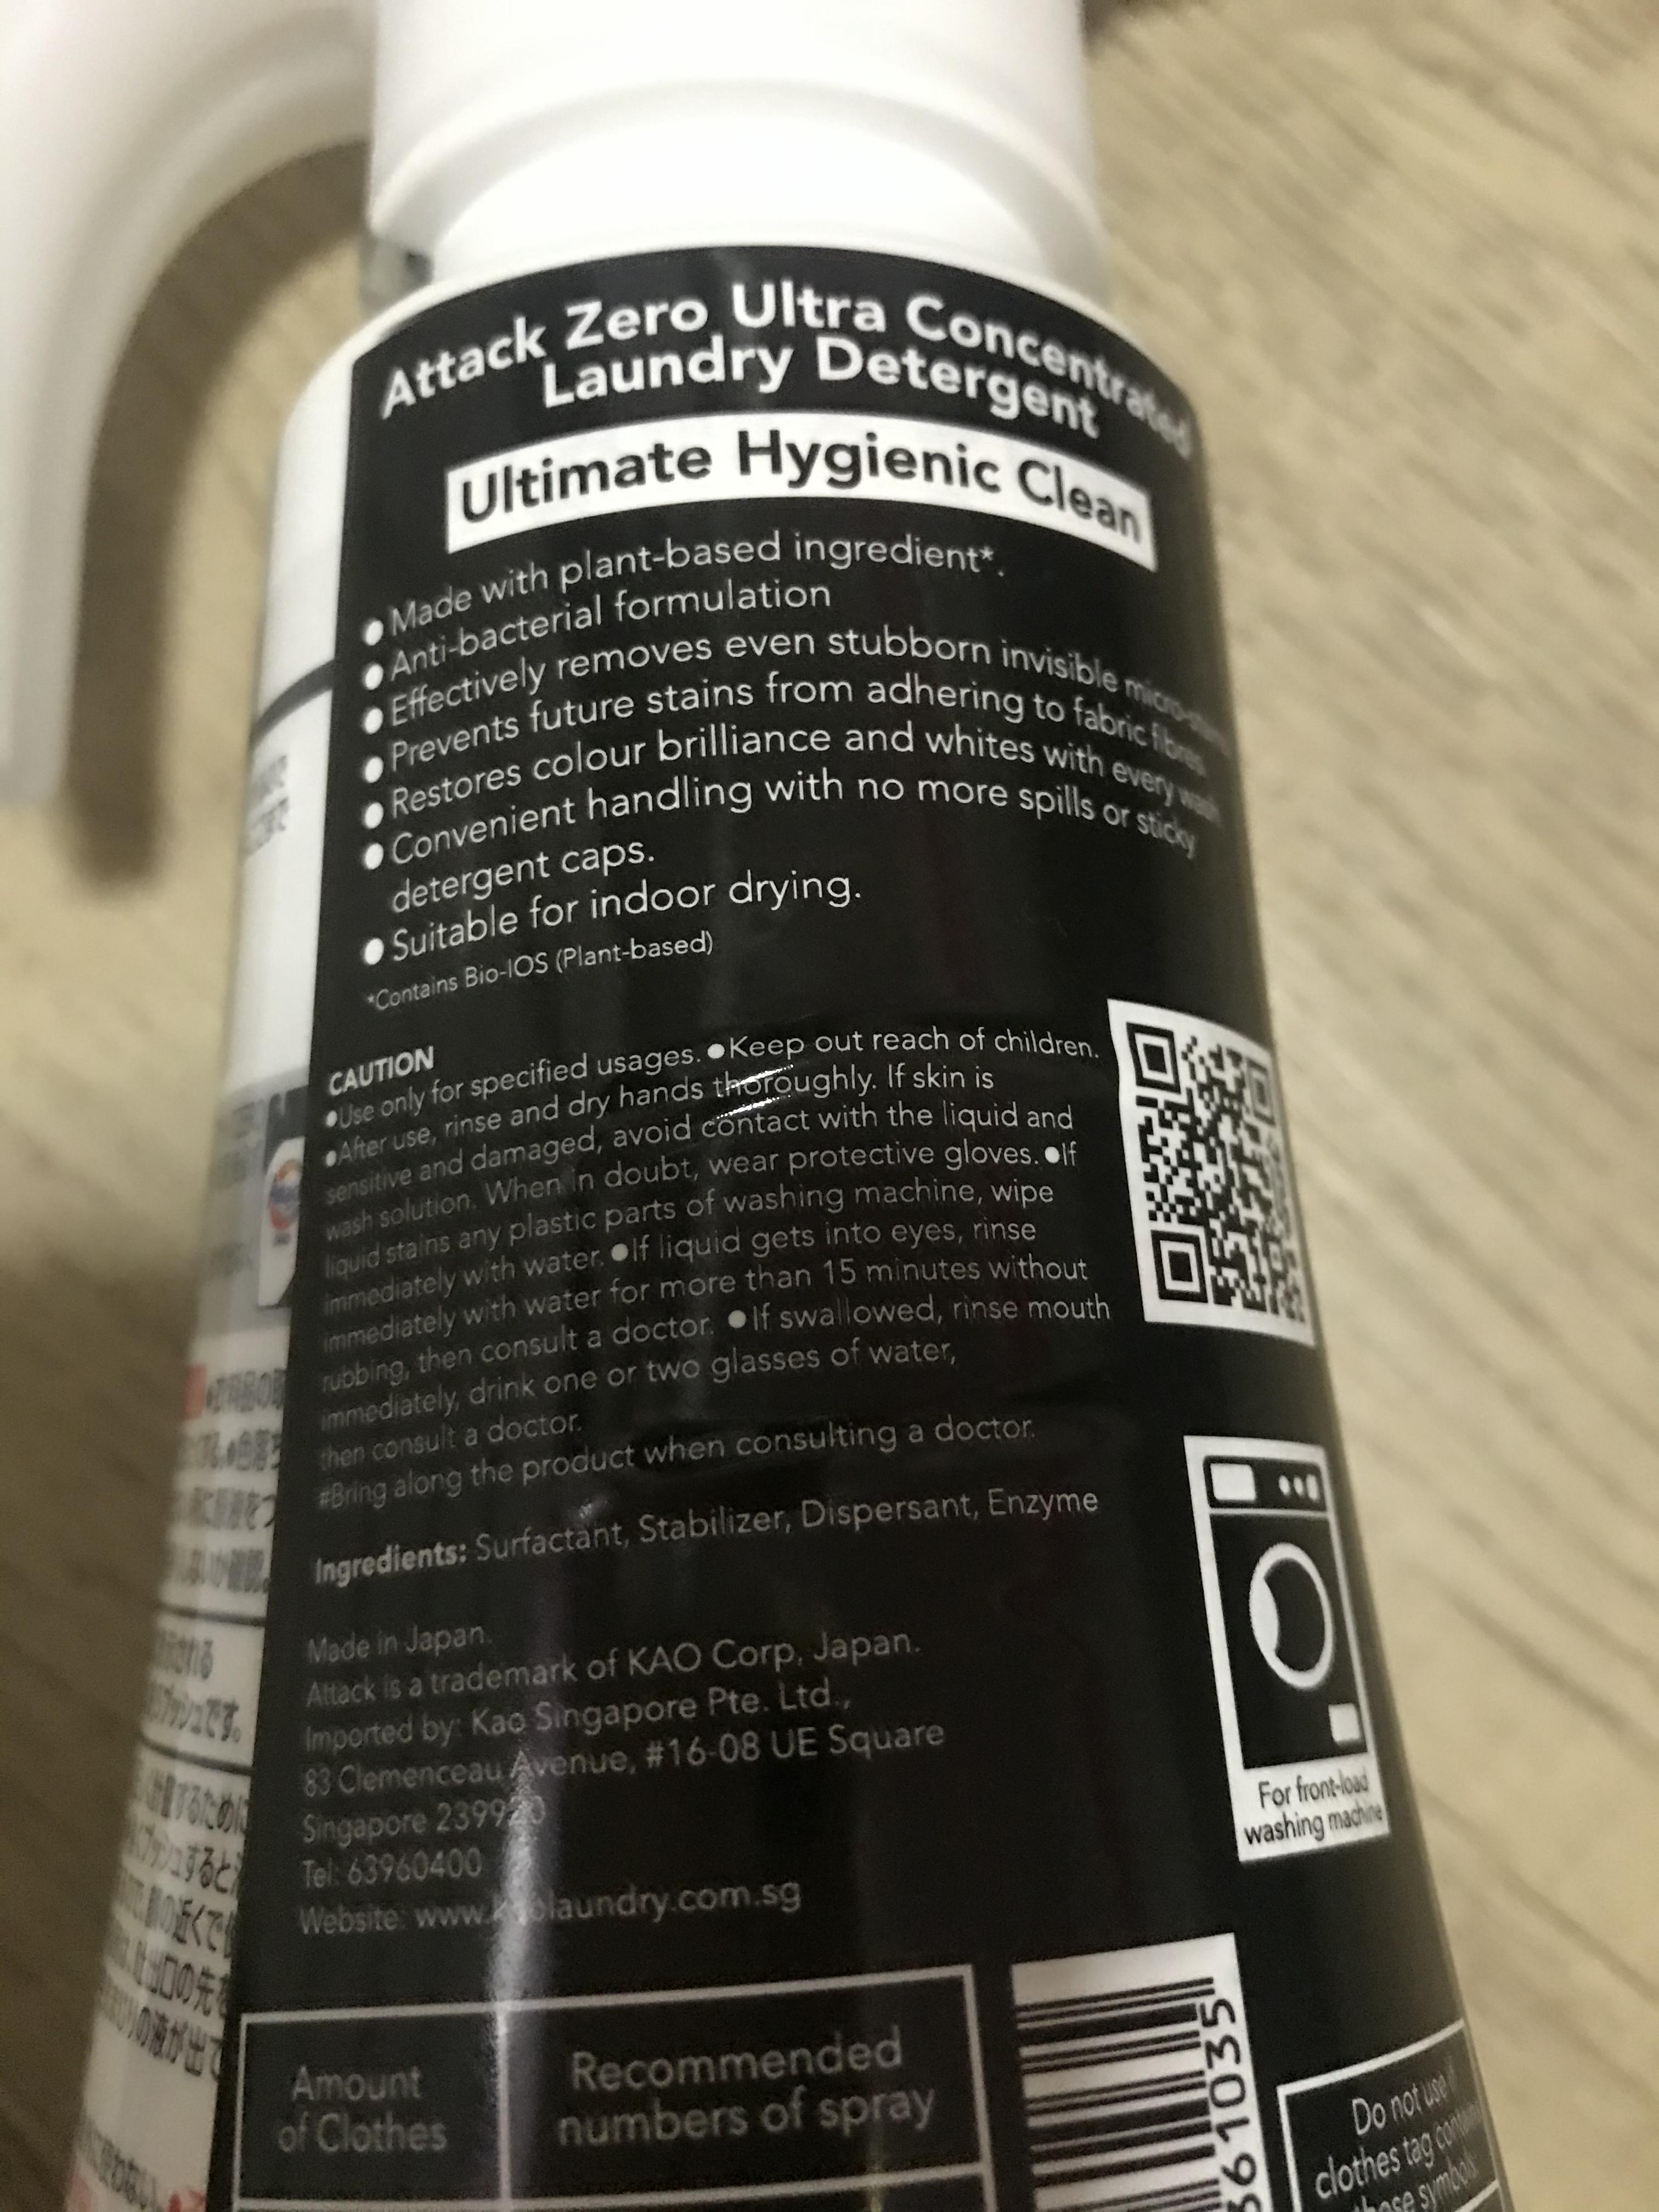 Attack Zero Ultra Concentrated
Laundry Detergent
Ultimate Hygienic Clean
● Made with plant-based ingredient*.
● Anti-bacterial formulation
● Effectively removes even stubborn invisible
● Prevents future stains from adhering to fabric fibres
● Restores colour brilliance and whites with every wash
● Convenient handling with no more spills or sticky
detergent caps.
● Suitable for indoor drying.
*Contains Bio-IOS (Plant-based)
CAUTION
●Use only for specified usages. ●Keep out reach of children.
●After use, rinse and dry hands thoroughly. If skin is
sensitive and damaged, avoid contact with the liquid and
wash solution. When in doubt, wear protective gloves. ●If
liquid stains any plastic parts of washing machine, wipe
immediately with water. ●If liquid gets into eyes, rinse
immediately with water for more than 15 minutes without
rubbing, then consult a doctor. ●If swallowed, rinse mouth
immediately, drink one or two glasses of water,
then consult a doctor.
#Bring along the product when consulting a doctor.
Ingredients: Surfactant, Stabilizer, Dispersant, Enzyme
Made in Japan.
Attack is a trademark of KAO Corp, Japan.
Imported by: Kao Singapore Pte. Ltd.,
83 Clemenceau Avenue, #16-08 UE Square
Singapore
Tel: 63960400
Website:
For front-load
washing machine
Amount
of Clothes
Recommended
numbers of spray
61035
Do not use
clothes tag
these symbols